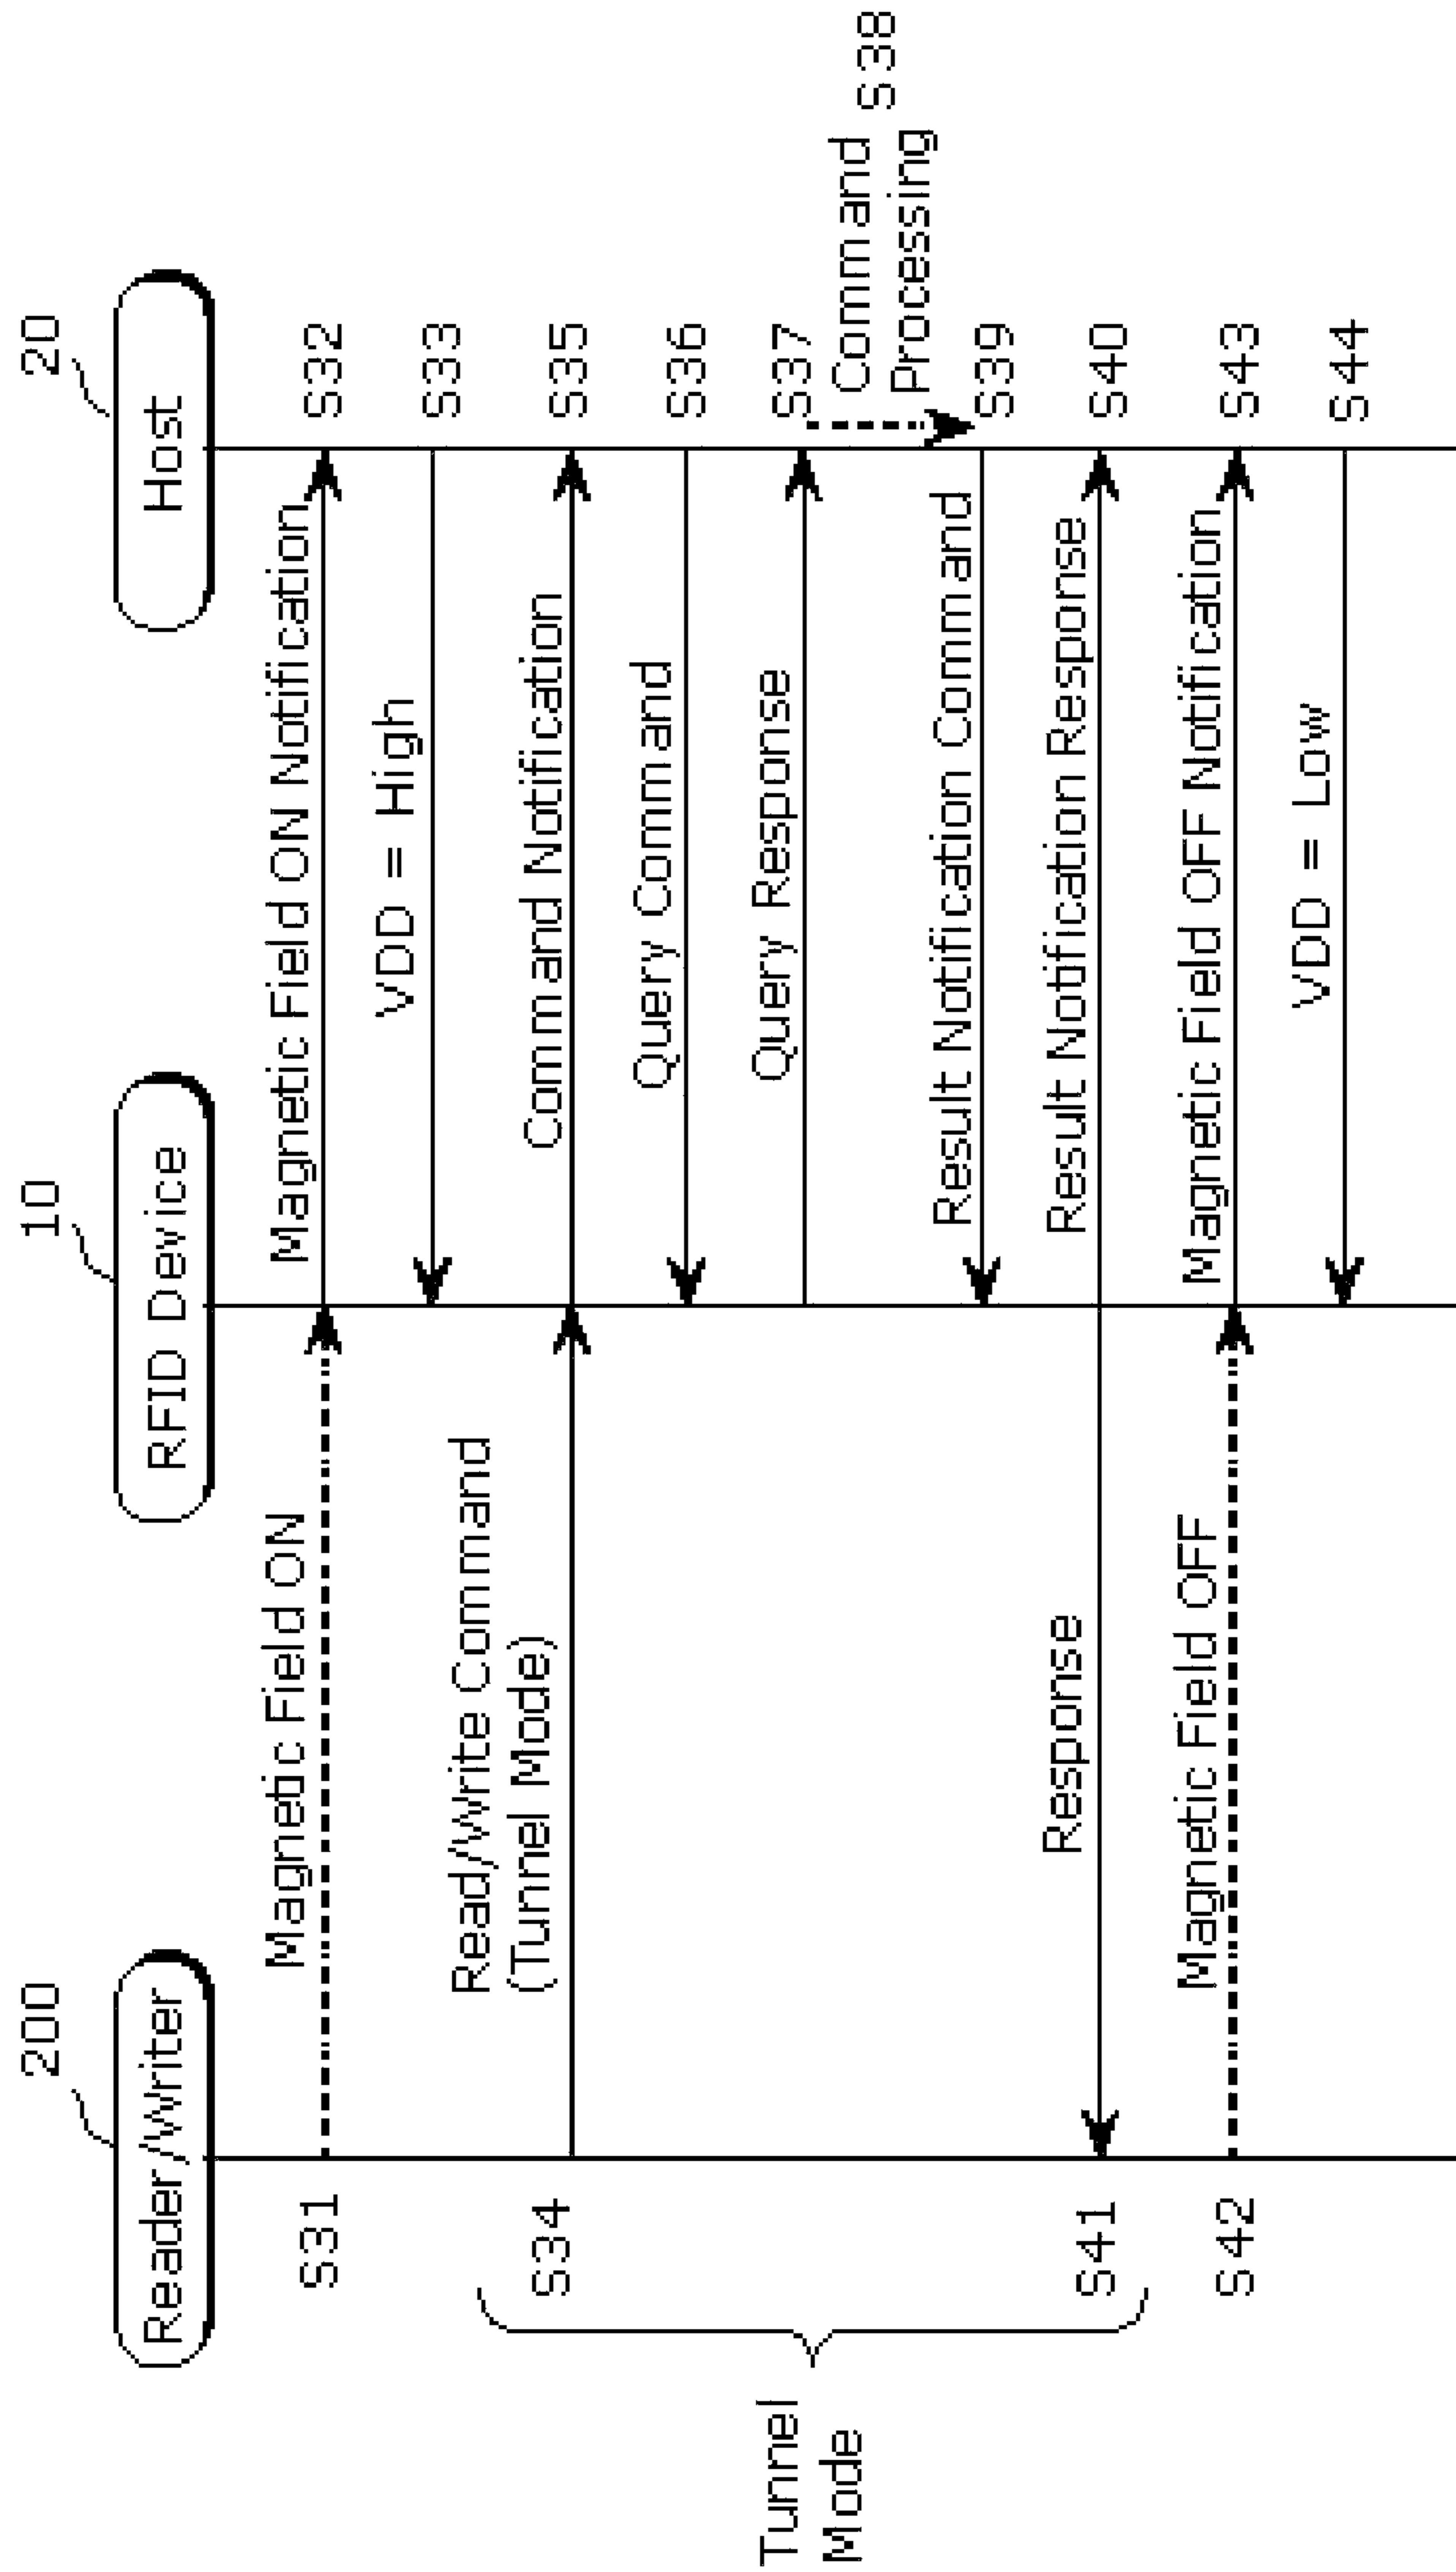 200
10
20
Reader/Writer
RFID Device
Host
S31
Magnetic Field ON
Magnetic Field ON Notification
S32
VDD = High
S33
Read/Write Command
(Tunnel Mode)
S34
Command Notification
S35
Query Command
S36
Query Response
S37
Tunnel
Mode
Command
Processing
S38
Result Notification Command
S39
Result Notification Response
S40
Response
S41
S42
Magnetic Field OFF
Magnetic Field OFF Notification
S43
VDD = Low
S44